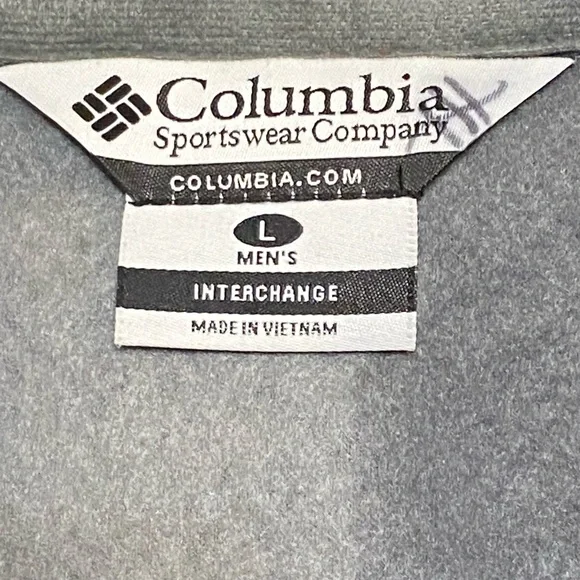 Columbia
Sportswear Company
COLUMBIA.COM
L
MEN'S
INTERCHANGE
MADE IN VIETNAM